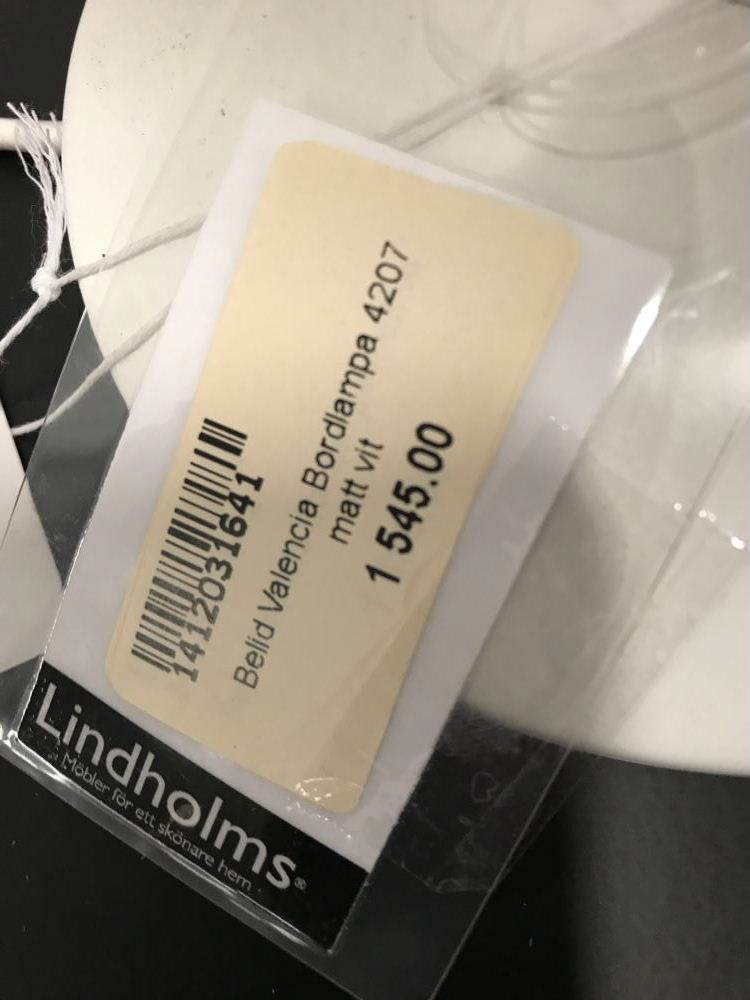 1412031641
Belid Valencia Bordlampa 4207
matt vit
1 545.00
Lindholms®
Möbler för ett skönare hem